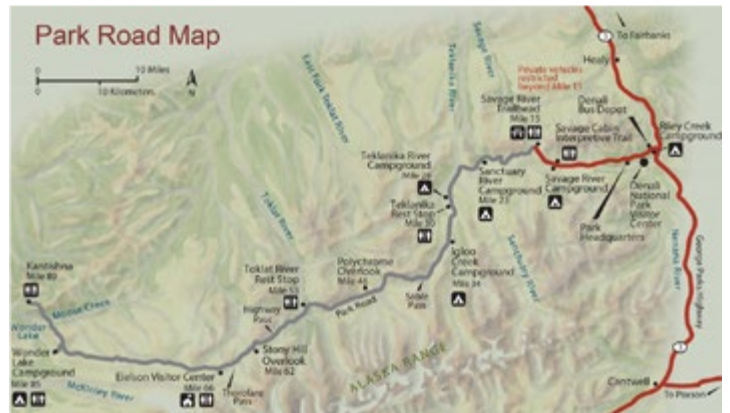 Park Road Map
0
10 Miles
0
10 Kilometers
N
East Fork Toklat River
Teklanika River
Savage River
Private vehicles
restricted
beyond Mile 15
3
To Fairbanks
Healy
Denali
Bus Depot
Riley Creek
Campground
Savage River
Trailhead
Mile 15
Savage Cabin
Interpretive Trail
Teklanika River
Campground
Teklanika
Rest Stop
Mile 30
Sanctuary
River
Campground
Mile 23
Savage River
Campground
Denali
National
Park
Visitor
Center
Park
Headquarters
Toklat River
Sanctuary River
Nenana River
George Parks Highway
Igloo
Creek
Campground
Mile 34
Kantishna
Moose Creek
Toklat River
Rest Stop
Mile 53
Polychrome
Overlook
Park Road
Sable
Pass
Highway
Pass
Wonder
Lake
Wonder
Lake
Campground
Mile 85
McKinley River
Eielson Visitor Center
Mile 66
Stony Hill
Overlook
Mile 62
Thorofare
Pass
ALASKA RANGE
3
Cantwell
To Paxson